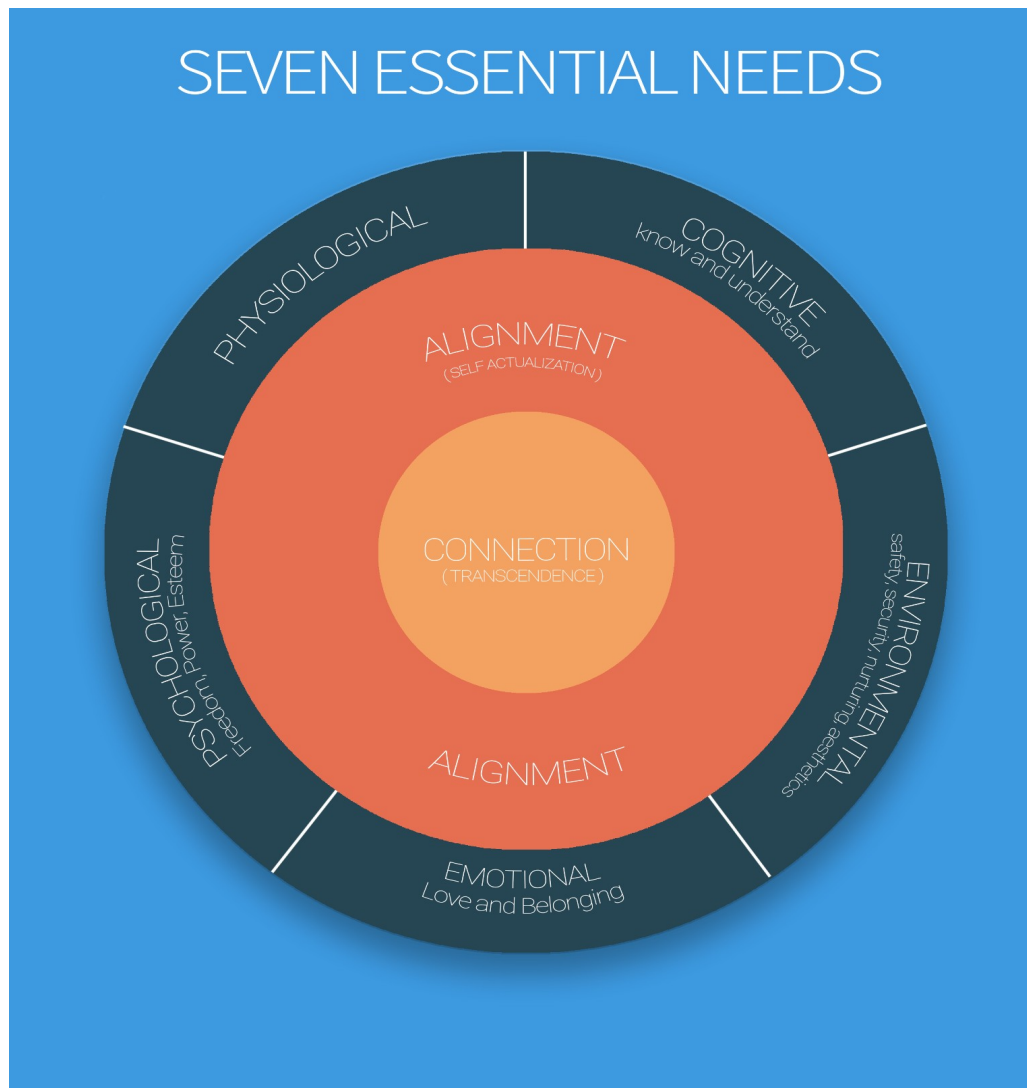 SEVEN ESSENTIAL NEEDS
PHYSIOLOGICAL
COGNITIVE
know and understand
ALIGNMENT
( SELF ACTUALIZATION )
CONNECTION
( TRANSCENDENCE )
PSYCHOLOGICAL
Freedom, Power, Esteem
ENVIRONMENTAL
safety, security, nurturing aesthetics
ALIGNMENT
EMOTIONAL
Love and Belonging